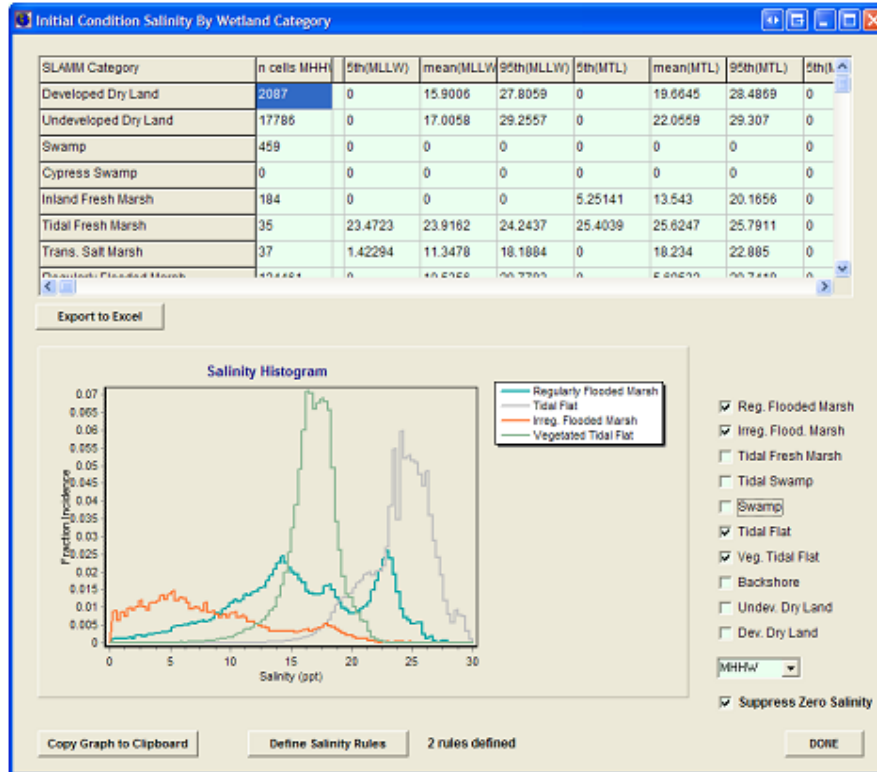 Initial Condition Salinity By Wetland Category
SLAMM Category n cells MHHW 5th(MLLW) mean(MLLW 95th(MLLW) 5th(MTL) mean(MTL) 95th(MTL)
Developed Dry Land 2087 0 15.9006 27.8059 0 19.6645 28.4869 0
Undeveloped Dry Land 17786 0 17.0058 29.2557 0 22.0559 29.307 0
Swamp 459 0 0 0 0 0 0 0
Cypress Swamp 0 0 0 0 0 0 0 0
Inland Fresh Marsh 184 0 0 0 5.25141 13.543 20.1656 0
Tidal Fresh Marsh 35 23.4723 23.9162 24.2437 25.4039 25.6247 25.7911 0
Trans. Salt Marsh 37 1.42294 11.3478 18.1884 0 18.234 22.885 0
Regularly Flooded Marsh
Export to Excel
Salinity Histogram
Regularly Flooded Marsh
Tidal Flat
Irreg. Flooded Marsh
Vegetated Tidal Flat
0.07
0.065
0.06
0.055
0.05
0.045
0.04
0.035
0.03
0.025
0.02
0.015
0.01
0.005
0
Fraction Incidence
0 5 10 15 20 25 30
Salinity (ppt)
Reg. Flooded Marsh
Irreg. Flood. Marsh
Tidal Fresh Marsh
Tidal Swamp
Swamp
Tidal Flat
Veg. Tidal Flat
Backshore
Undev. Dry Land
Dev. Dry Land
MHHW
Suppress Zero Salinity
Copy Graph to Clipboard Define Salinity Rules 2 rules defined DONE